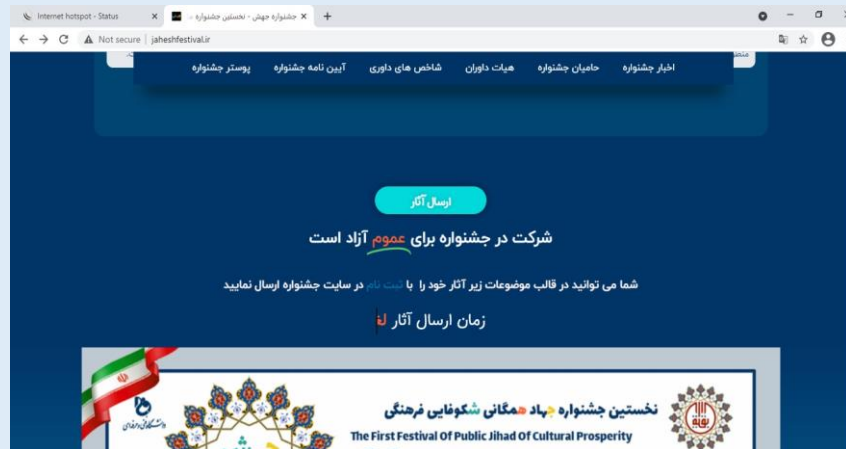 Internet hotspot - Status
جشنواره جهش - نخستین جشنواره
Not secure | jaheshfestival.ir
اخبار جشنواره حامیان جشنواره هیات داوران شاخص های داوری آیین نامه جشنواره پوستر جشنواره
ارسال آثار
شرکت در جشنواره برای عموم آزاد است
شما می توانید در قالب موضوعات زیر آثار خود را با ثبت نام در سایت جشنواره ارسال نمایید
زمان ارسال آثار لغ
نخستین جشنواره جهاد همگانی شکوفایی فرهنگی
The First Festival Of Public Jihad Of Cultural Prosperity